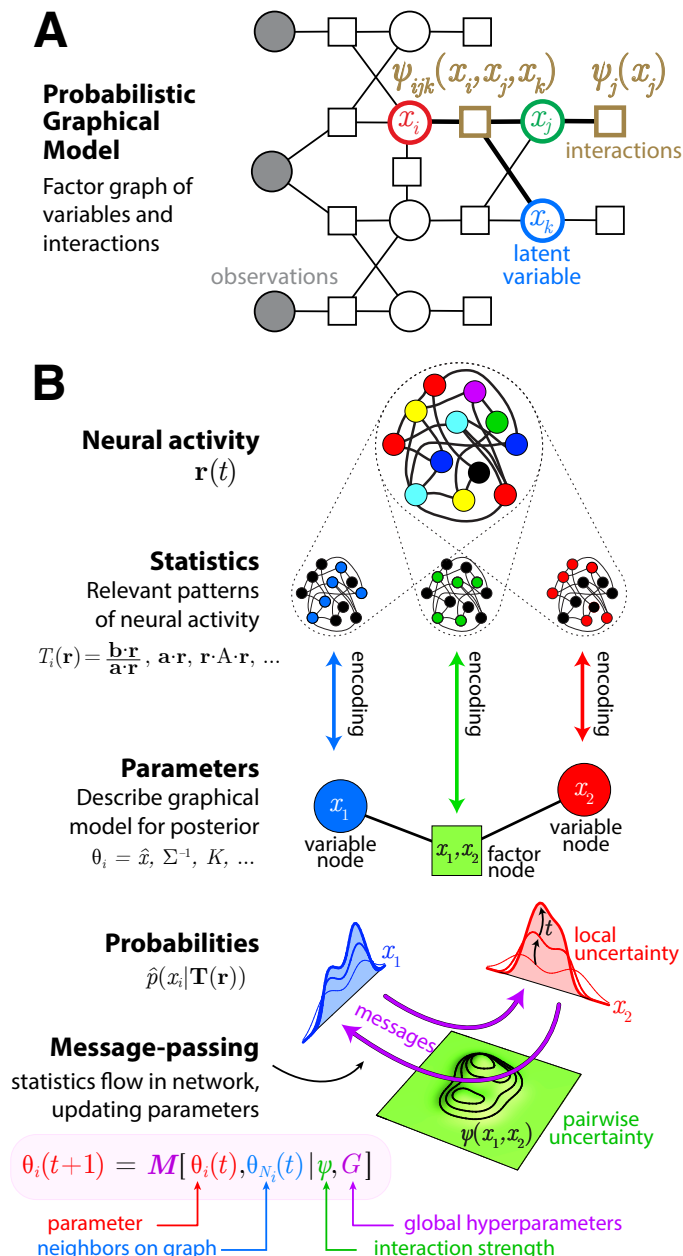 A
Probabilistic
Graphical
Model
Factor graph of
variables and
interactions
ψijk(xi,xj,xk)
ψj(xj)
xi
xj
interactions
xk
latent
variable
observations
B
Neural activity
r(t)
Statistics
Relevant patterns
of neural activity
Ti(r) = b·r/a·r , a·r, r·A·r, ...
encoding
encoding
encoding
Parameters
Describe graphical
model for posterior
θi = x̂, Σ⁻¹, K, ...
x1
variable
node
x1,x2
factor
node
x2
variable
node
Probabilities
p̂(xi|T(r))
x1
t
local
uncertainty
x2
messages
Message-passing
statistics flow in network,
updating parameters
ψ(x1,x2)
pairwise
uncertainty
θi(t+1) = M[θi(t),θNi(t)|ψ,G]
parameter
global hyperparameters
neighbors on graph
interaction strength